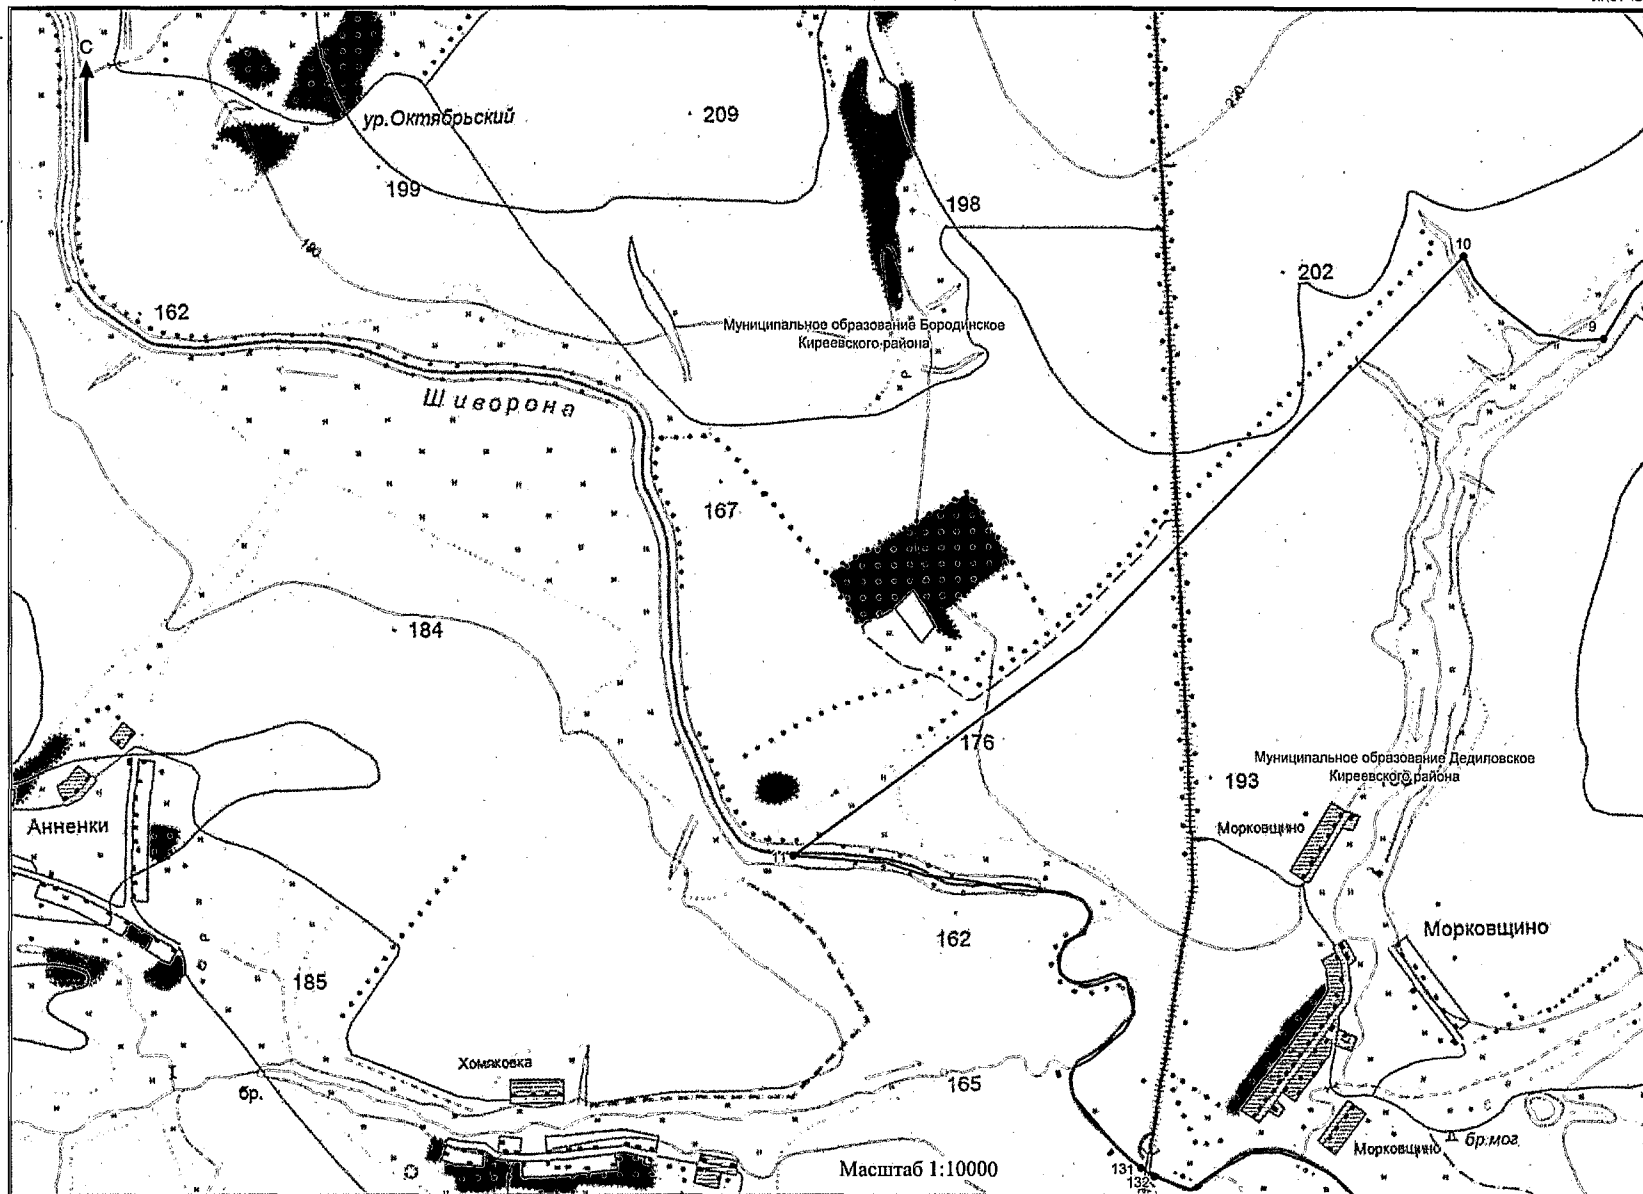 С
ур.Октябрьский
209
200
199
198
180
202
10
162
9
Муниципальное образование Бородинское
Киреевского района
Шиворона
167
184
176
Муниципальное образование Дедиловское
Киреевского района
193
Анненки
Морковщино
11
162
Морковщино
185
Хомяковка
165
бр.
бр.мог.
Морковщино
Масштаб 1:10000
131
132